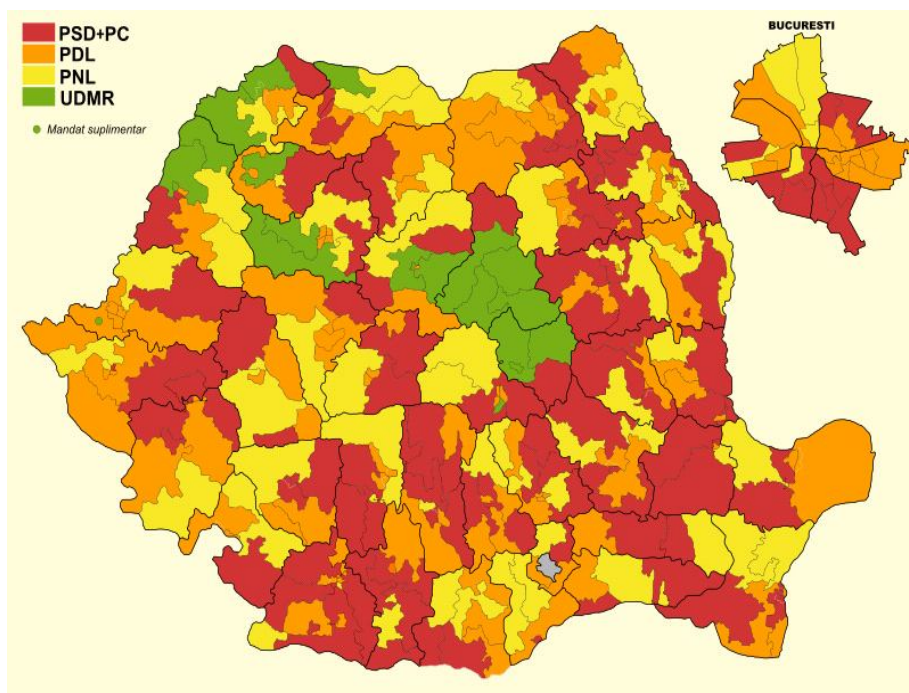 PSD+PC
PDL
PNL
UDMR
Mandat suplimentar
BUCURESTI